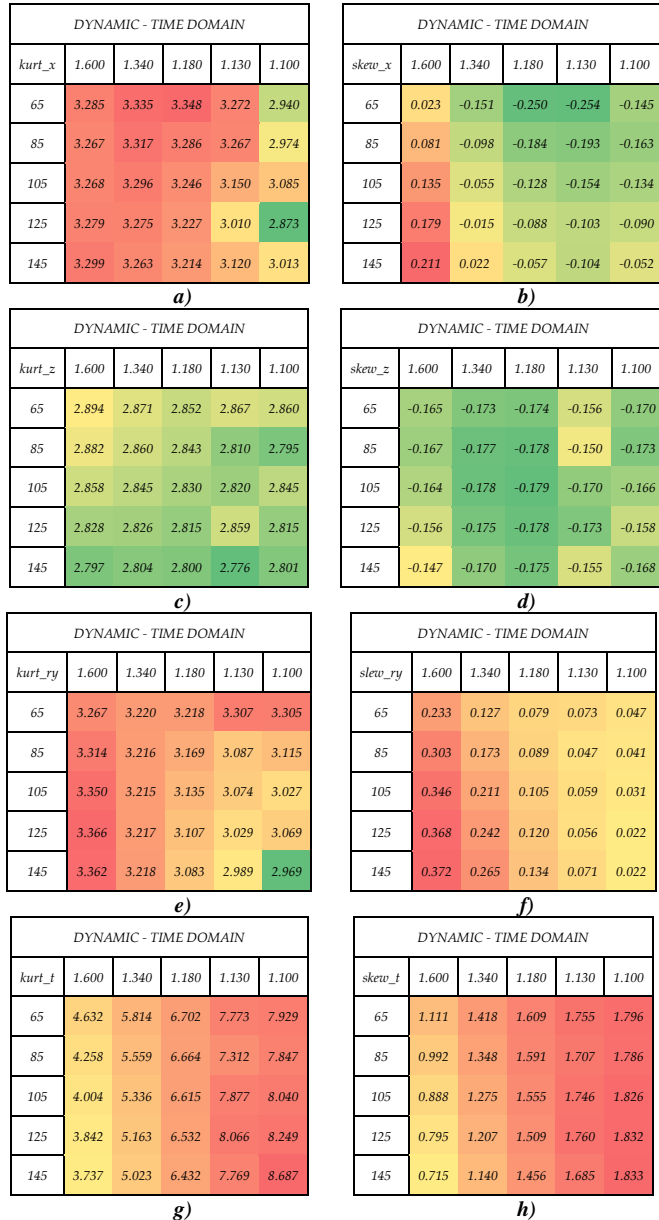 DYNAMIC - TIME DOMAIN
kurt_x 1.600 1.340 1.180 1.130 1.100
65 3.285 3.335 3.348 3.272 2.940
85 3.267 3.317 3.286 3.267 2.974
105 3.268 3.296 3.246 3.150 3.085
125 3.279 3.275 3.227 3.010 2.873
145 3.299 3.263 3.214 3.120 3.013
a)
DYNAMIC - TIME DOMAIN
skew_x 1.600 1.340 1.180 1.130 1.100
65 0.023 -0.151 -0.250 -0.254 -0.145
85 0.081 -0.098 -0.184 -0.193 -0.163
105 0.135 -0.055 -0.128 -0.154 -0.134
125 0.179 -0.015 -0.088 -0.103 -0.090
145 0.211 0.022 -0.057 -0.104 -0.052
b)
DYNAMIC - TIME DOMAIN
kurt_z 1.600 1.340 1.180 1.130 1.100
65 2.894 2.871 2.852 2.867 2.860
85 2.882 2.860 2.843 2.810 2.795
105 2.858 2.845 2.830 2.820 2.845
125 2.828 2.826 2.815 2.859 2.815
145 2.797 2.804 2.800 2.776 2.801
c)
DYNAMIC - TIME DOMAIN
skew_z 1.600 1.340 1.180 1.130 1.100
65 -0.165 -0.173 -0.174 -0.156 -0.170
85 -0.167 -0.177 -0.178 -0.150 -0.173
105 -0.164 -0.178 -0.179 -0.170 -0.166
125 -0.156 -0.175 -0.178 -0.173 -0.158
145 -0.147 -0.170 -0.175 -0.155 -0.168
d)
DYNAMIC - TIME DOMAIN
kurt_ry 1.600 1.340 1.180 1.130 1.100
65 3.267 3.220 3.218 3.307 3.305
85 3.314 3.216 3.169 3.087 3.115
105 3.350 3.215 3.135 3.074 3.027
125 3.366 3.217 3.107 3.029 3.069
145 3.362 3.218 3.083 2.989 2.969
e)
DYNAMIC - TIME DOMAIN
slew_ry 1.600 1.340 1.180 1.130 1.100
65 0.233 0.127 0.079 0.073 0.047
85 0.303 0.173 0.089 0.047 0.041
105 0.346 0.211 0.105 0.059 0.031
125 0.368 0.242 0.120 0.056 0.022
145 0.372 0.265 0.134 0.071 0.022
f)
DYNAMIC - TIME DOMAIN
kurt_t 1.600 1.340 1.180 1.130 1.100
65 4.632 5.814 6.702 7.773 7.929
85 4.258 5.559 6.664 7.312 7.847
105 4.004 5.336 6.615 7.877 8.040
125 3.842 5.163 6.532 8.066 8.249
145 3.737 5.023 6.432 7.769 8.687
g)
DYNAMIC - TIME DOMAIN
skew_t 1.600 1.340 1.180 1.130 1.100
65 1.111 1.418 1.609 1.755 1.796
85 0.992 1.348 1.591 1.707 1.786
105 0.888 1.275 1.555 1.746 1.826
125 0.795 1.207 1.509 1.760 1.832
145 0.715 1.140 1.456 1.685 1.833
h)